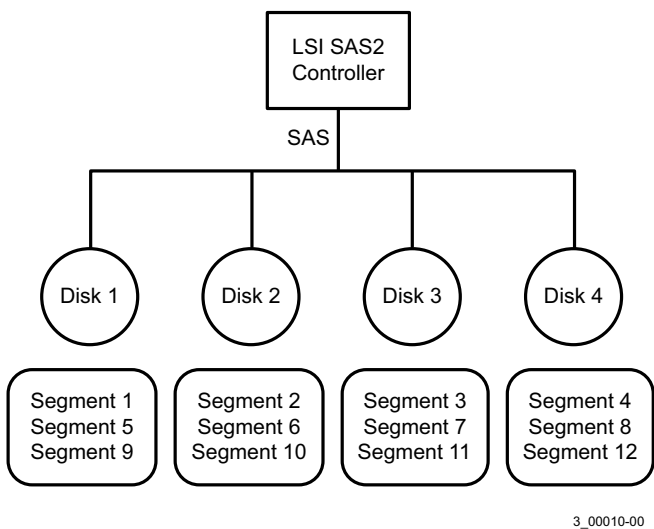 LSI SAS2
Controller
SAS
Disk 1
Disk 2
Disk 3
Disk 4
Segment 1
Segment 5
Segment 9
Segment 2
Segment 6
Segment 10
Segment 3
Segment 7
Segment 11
Segment 4
Segment 8
Segment 12
3_00010-00